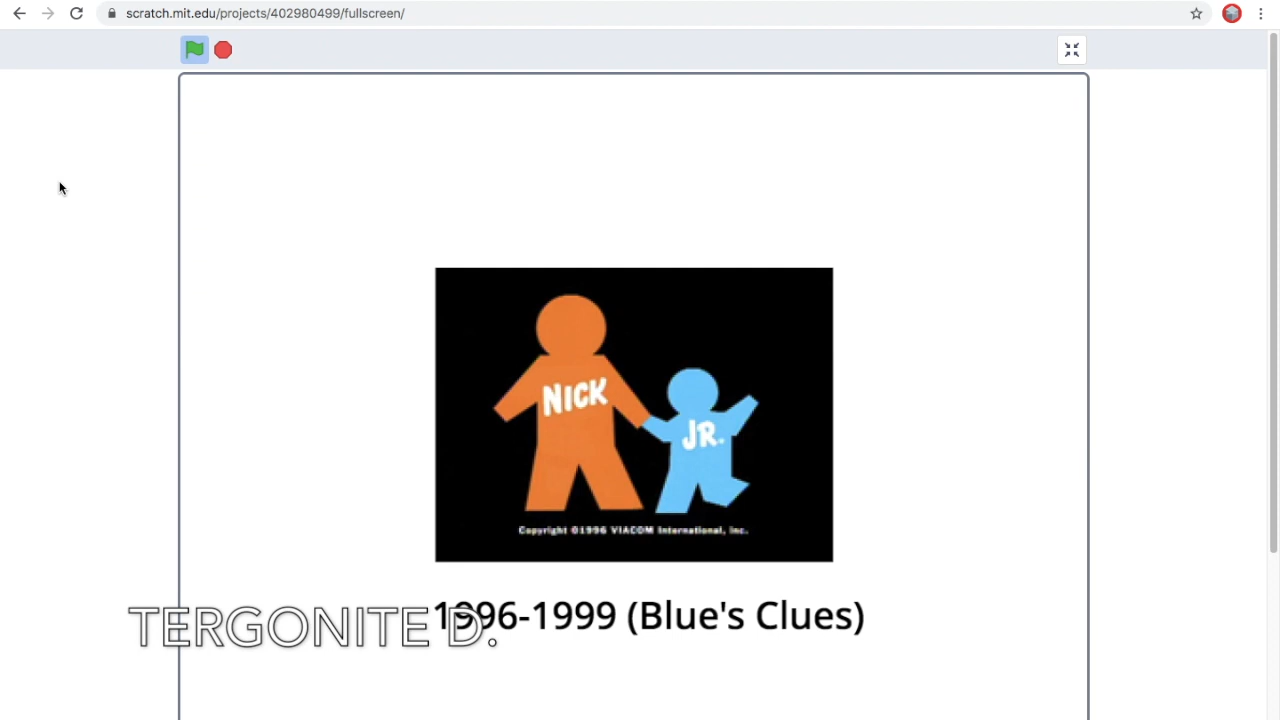 scratch.mit.edu/projects/402980499/fullscreen/
NICK
JR.
Copyright ©1996 VIACOM International, Inc.
1996-1999 (Blue's Clues)
TERGONITE D.